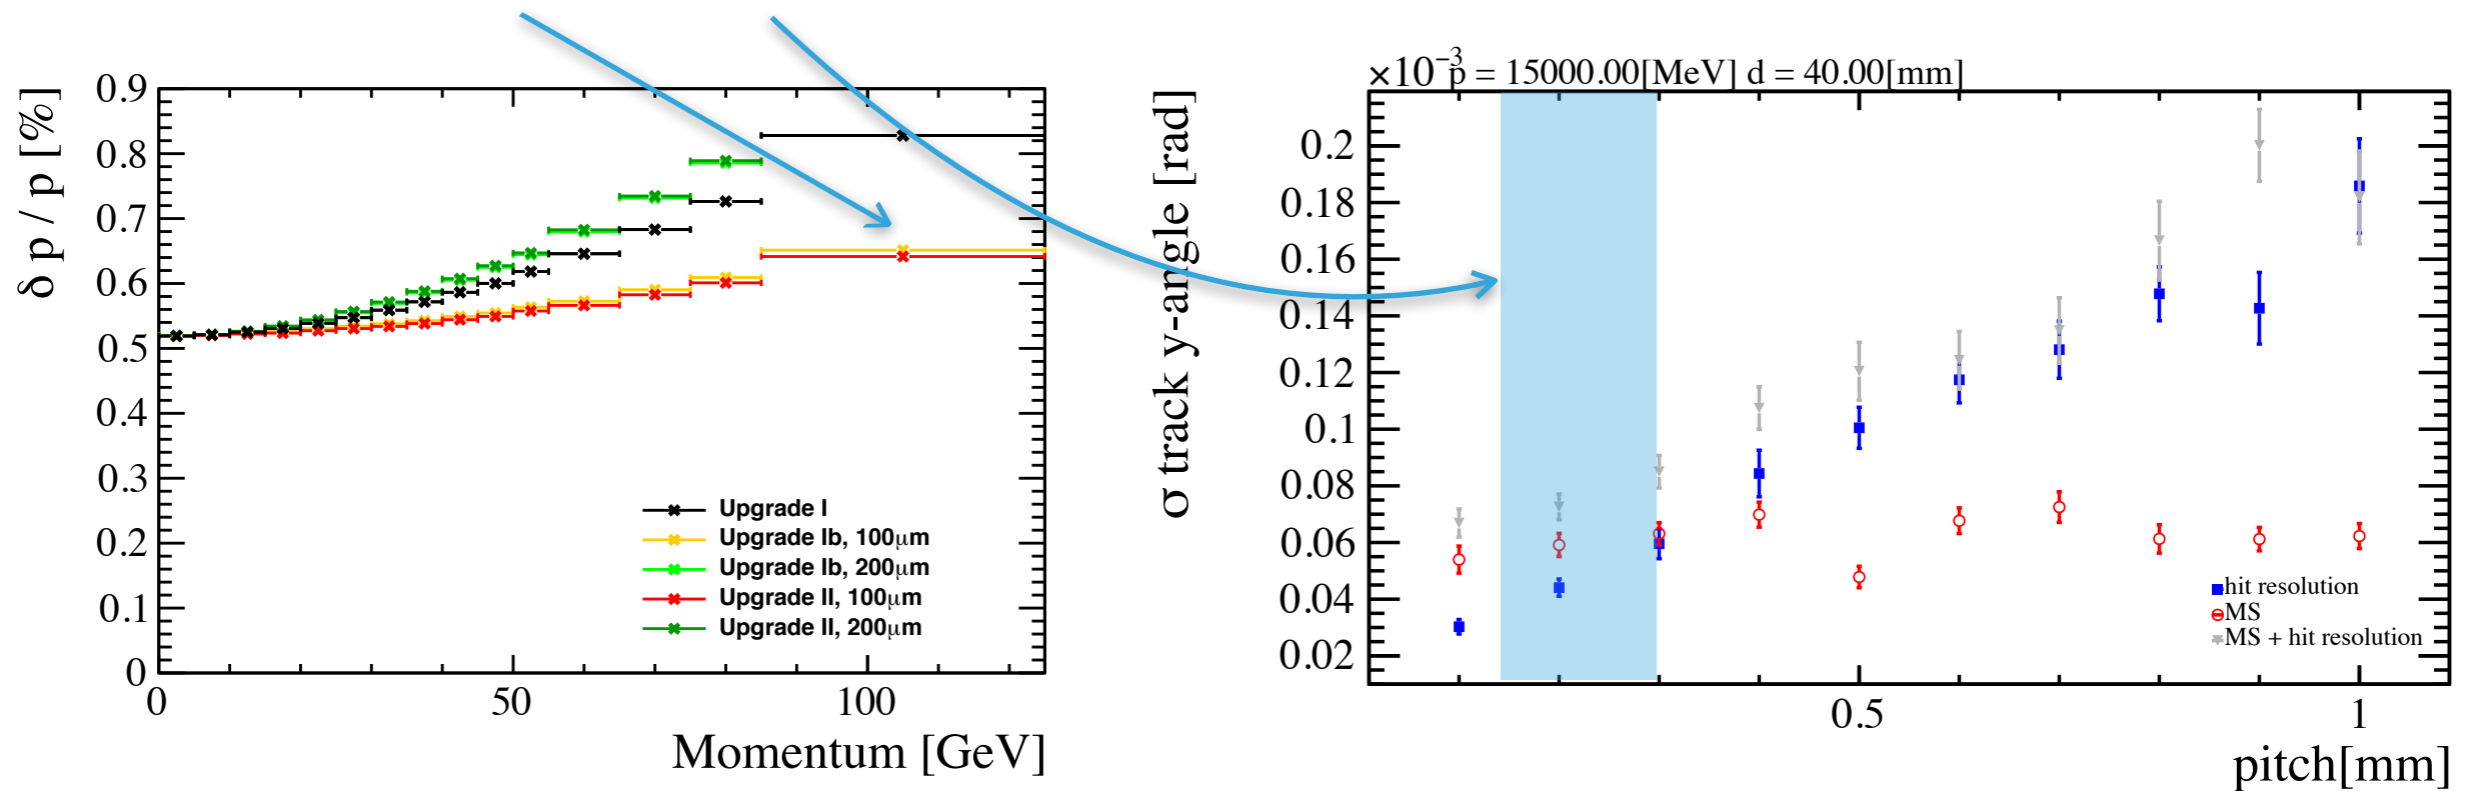 δ p / p [%]
0.9
0.8
0.7
0.6
0.5
0.4
0.3
0.2
0.1
0
Upgrade I
Upgrade Ib, 100μm
Upgrade Ib, 200μm
Upgrade II, 100μm
Upgrade II, 200μm
0
50
100
Momentum [GeV]
×10⁻³
p = 15000.00[MeV] d = 40.00[mm]
σ track y-angle [rad]
0.2
0.18
0.16
0.14
0.12
0.1
0.08
0.06
0.04
0.02
hit resolution
MS
MS + hit resolution
0.5
1
pitch[mm]